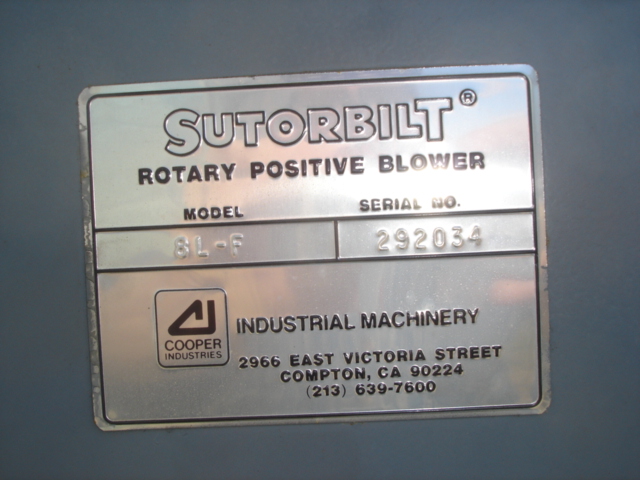 SUTORBILT®
ROTARY POSITIVE BLOWER
MODEL SERIAL NO.
8L-F 292034
CJ
COOPER
INDUSTRIES
INDUSTRIAL MACHINERY
2966 EAST VICTORIA STREET
COMPTON, CA 90224
(213) 639-7600